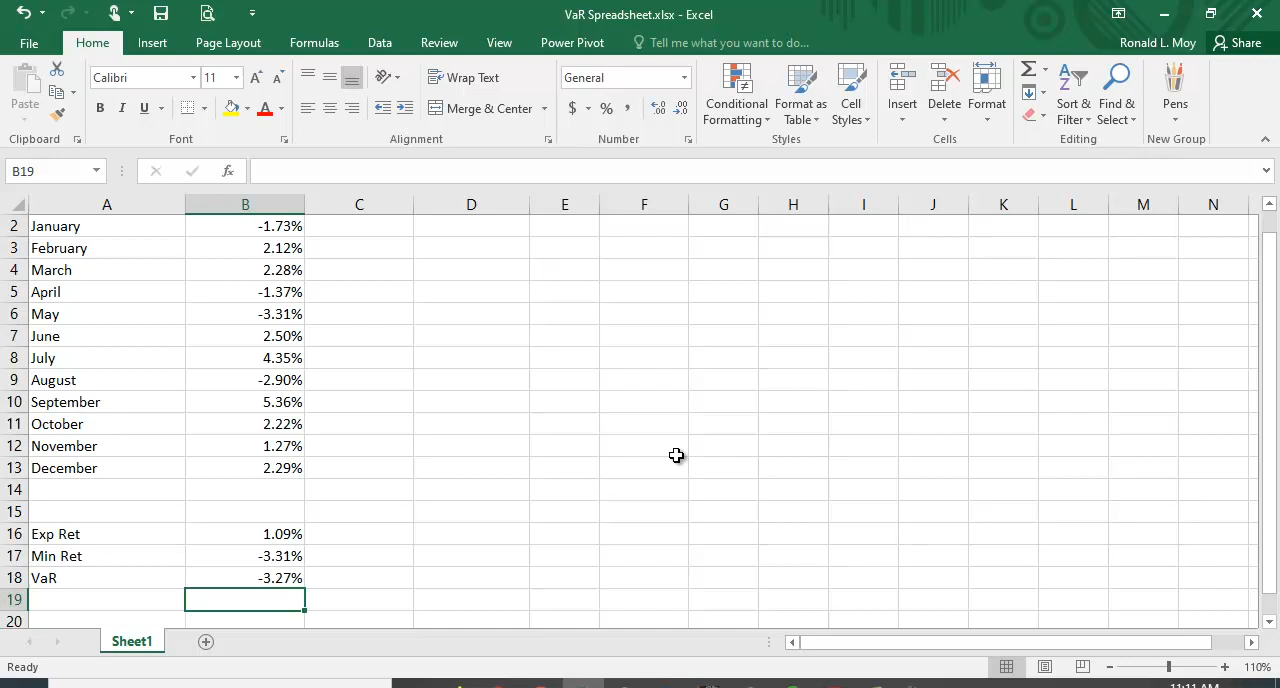 VaR Spreadsheet.xlsx - Excel
File Home Insert Page Layout Formulas Data Review View Power Pivot Tell me what you want to do... Ronald L. Moy Share
Paste
Clipboard
Calibri 11
B I U
Font
Wrap Text
Merge & Center
Alignment
General
$ % ,
Number
Conditional Formatting
Format as Table
Cell Styles
Styles
Insert
Delete
Format
Cells
Sort & Filter
Find & Select
Editing
Pens
New Group
B19 fx
A B C D E F G H I J K L M N
2 January -1.73%
3 February 2.12%
4 March 2.28%
5 April -1.37%
6 May -3.31%
7 June 2.50%
8 July 4.35%
9 August -2.90%
10 September 5.36%
11 October 2.22%
12 November 1.27%
13 December 2.29%
14
15
16 Exp Ret 1.09%
17 Min Ret -3.31%
18 VaR -3.27%
19
20
Sheet1
Ready 110%
11:11 AM